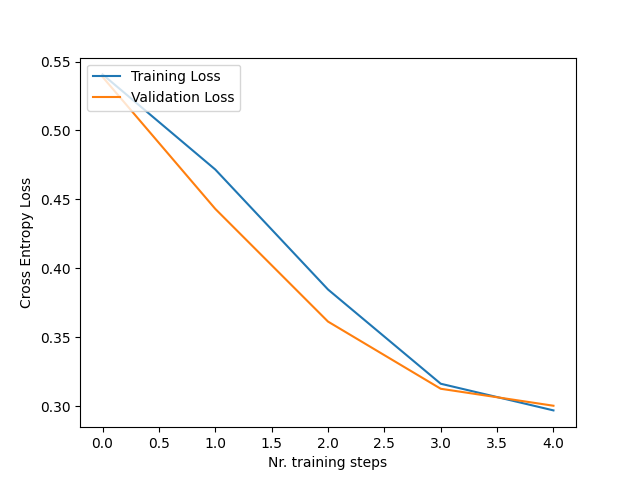 Training Loss
Validation Loss
0.55
0.50
0.45
0.40
0.35
0.30
Cross Entropy Loss
0.0 0.5 1.0 1.5 2.0 2.5 3.0 3.5 4.0
Nr. training steps